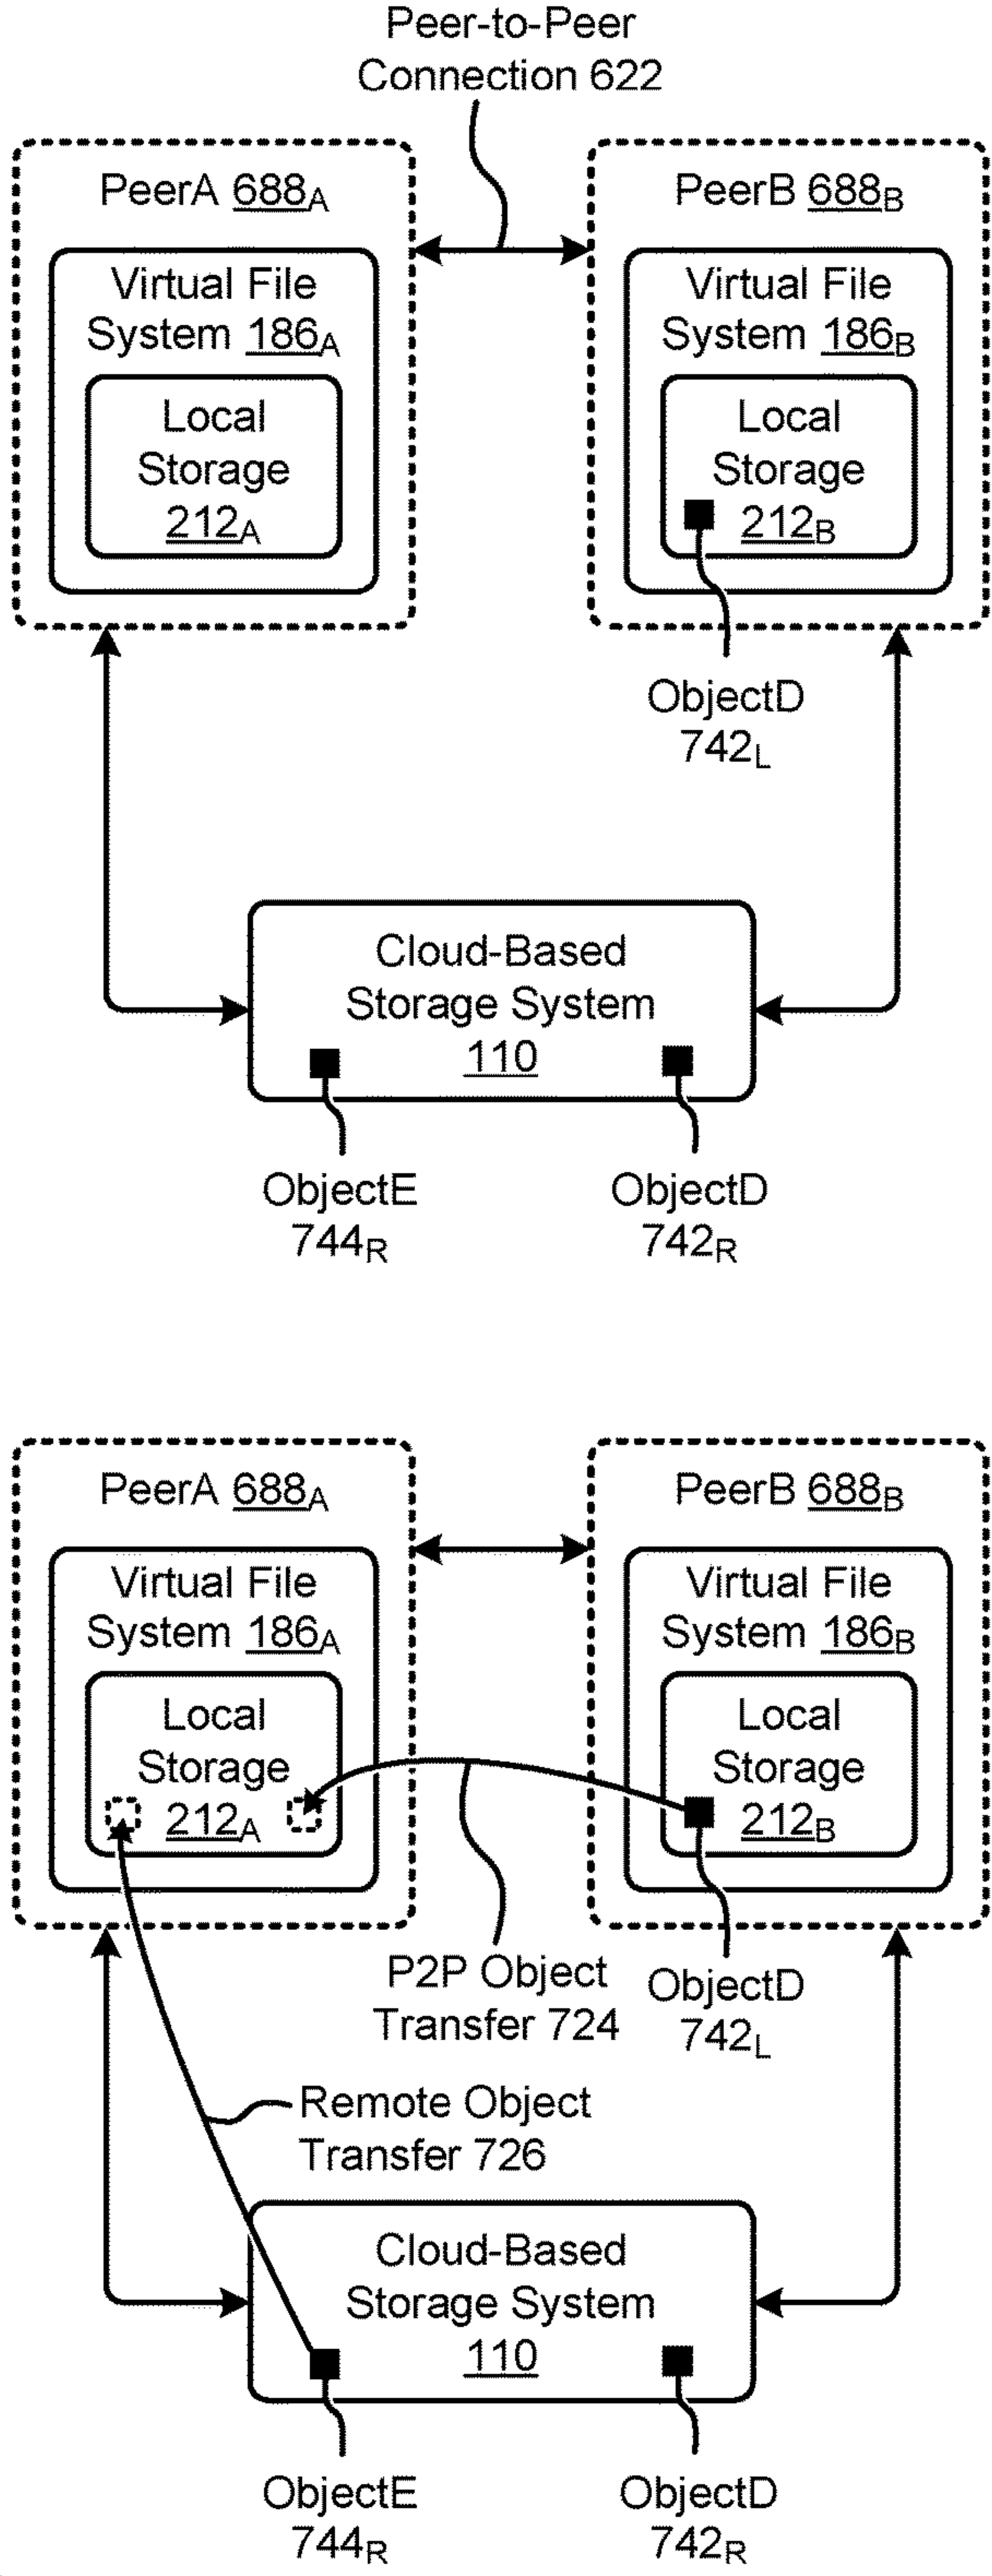 Peer-to-Peer
Connection 622
PeerA 688A
Virtual File
System 186A
Local
Storage
212A
PeerB 688B
Virtual File
System 186B
Local
Storage
212B
ObjectD
742L
Cloud-Based
Storage System
110
ObjectE
744R
ObjectD
742R
PeerA 688A
Virtual File
System 186A
Local
Storage
212A
PeerB 688B
Virtual File
System 186B
Local
Storage
212B
P2P Object
Transfer 724
ObjectD
742L
Remote Object
Transfer 726
Cloud-Based
Storage System
110
ObjectE
744R
ObjectD
742R